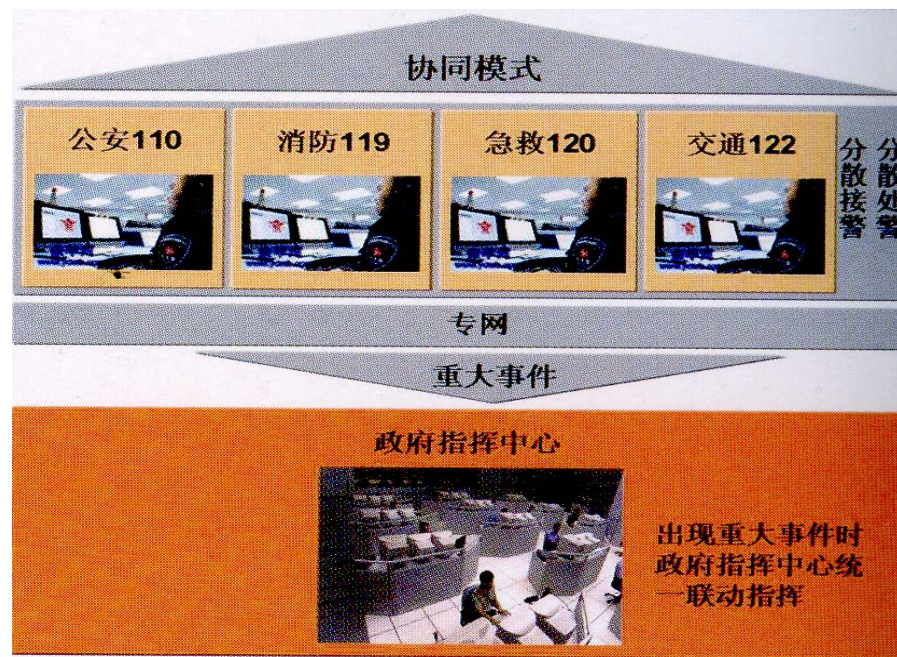 协同模式
公安110
消防119
急救120
交通122
分散接警
分散处警
专网
重大事件
政府指挥中心
出现重大事件时
政府指挥中心统
一联动指挥